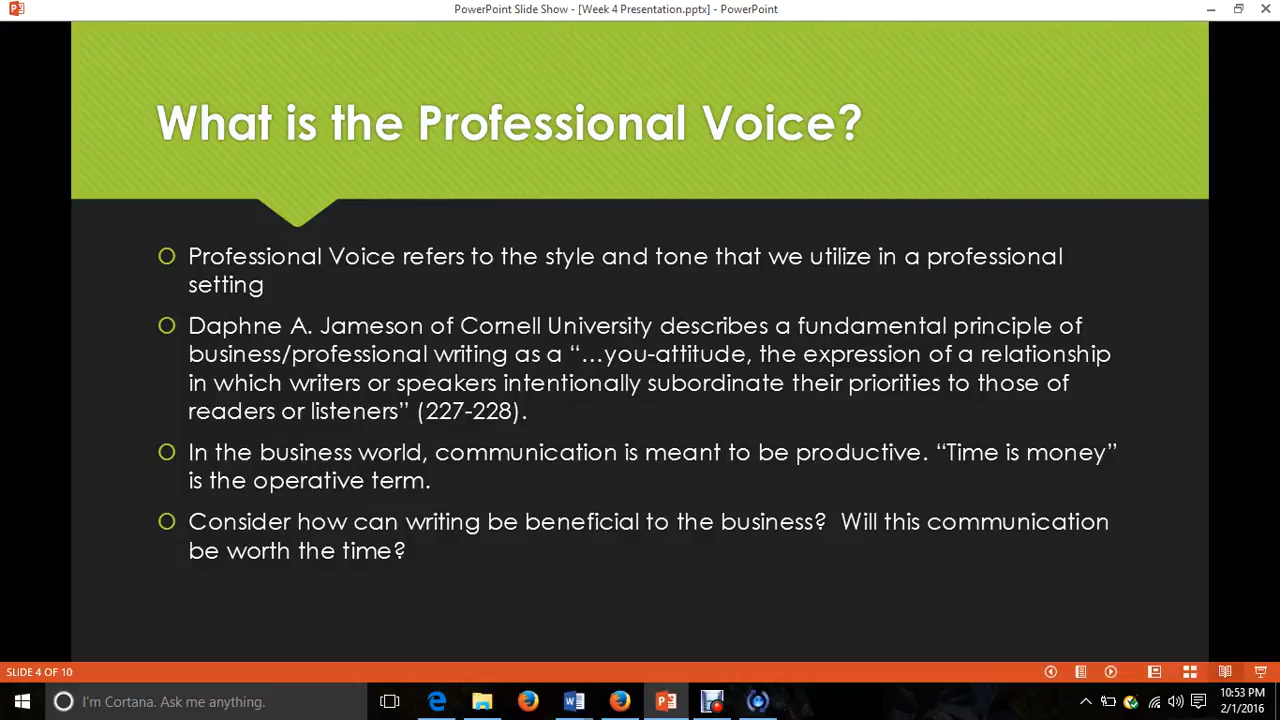 PowerPoint Slide Show - [Week 4 Presentation.pptx] - PowerPoint
What is the Professional Voice?
Professional Voice refers to the style and tone that we utilize in a professional
setting
Daphne A. Jameson of Cornell University describes a fundamental principle of
business/professional writing as a “…you-attitude, the expression of a relationship
in which writers or speakers intentionally subordinate their priorities to those of
readers or listeners” (227-228).
In the business world, communication is meant to be productive. “Time is money”
is the operative term.
Consider how can writing be beneficial to the business?  Will this communication
be worth the time?
SLIDE 4 OF 10
I'm Cortana. Ask me anything.
10:53 PM
2/1/2016